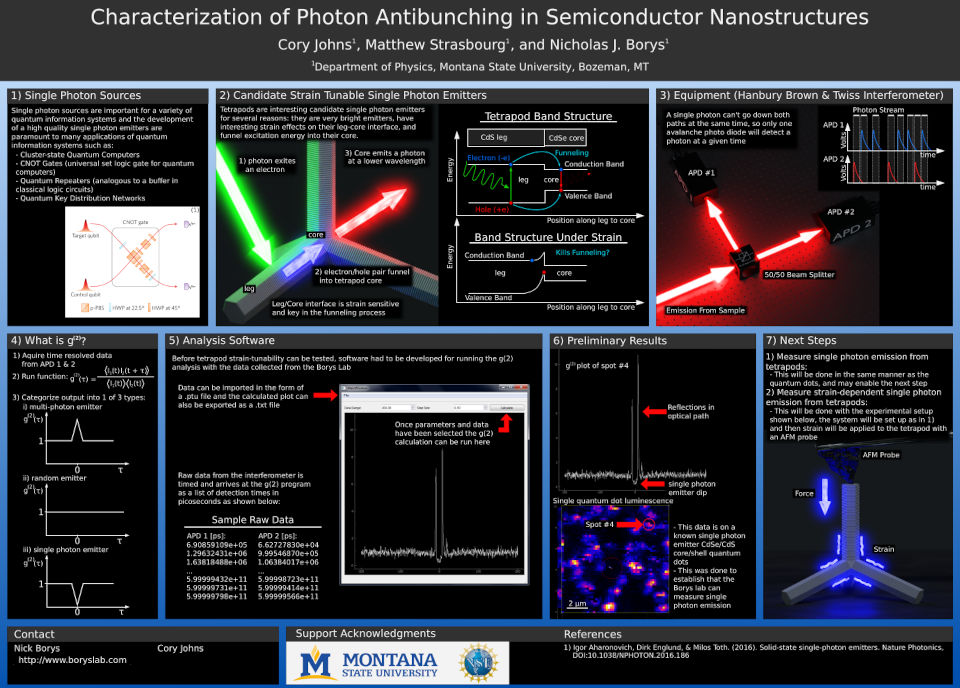 Characterization of Photon Antibunching in Semiconductor Nanostructures
Cory Johns¹, Matthew Strasbourg¹, and Nicholas J. Borys¹
¹Department of Physics, Montana State University, Bozeman, MT
1) Single Photon Sources
Single photon sources are important for a variety of
quantum information systems and the development
of a high quality single photon emitters are
paramount to many applications of quantum
information systems such as:
- Cluster-state Quantum Computers
- CNOT Gates (universal set logic gate for quantum
computers)
- Quantum Repeaters (analogous to a buffer in
classical logic circuits)
- Quantum Key Distribution Networks
(1)
CNOT gate
Target qubit
Control qubit
p-PBS
HWP at 22.5°
HWP at 45°
2) Candidate Strain Tunable Single Photon Emitters
Tetrapods are interesting candidate single photon emitters
for several reasons: they are very bright emitters, have
interesting strain effects on their leg-core interface, and
funnel excitation energy into their core.
1) photon exites
an electron
3) Core emits a photon
at a lower wavelength
core
2) electron/hole pair funnel
into tetrapod core
leg
Leg/Core interface is strain sensitive
and key in the funneling process
Tetrapod Band Structure
CdS leg
CdSe core
Energy
Electron (-e)
Funneling
Conduction Band
leg
core
Valence Band
Hole (+e)
Position along leg to core
Band Structure Under Strain
Energy
Conduction Band
Kills Funneling?
leg
core
Valence Band
Position along leg to core
3) Equipment (Hanbury Brown & Twiss Interferometer)
A single photon can't go down both
paths at the same time, so only one
avalanche photo diode will detect a
photon at a given time
Photon Stream
APD 1
Volts
time
APD 2
Volts
time
APD #1
APD #2
APD 2
50/50 Beam Splitter
Emission From Sample
4) What is g⁽²⁾?
1) Aquire time resolved data
from APD 1 & 2
2) Run function: g⁽²⁾(τ) = ⟨I₁(t)I₂(t + τ)⟩ / ⟨I₁(t)⟩⟨I₂(t)⟩
3) Categorize output into 1 of 3 types:
i) multi-photon emitter
g⁽²⁾(τ)
1
0
τ
ii) random emitter
g⁽²⁾(τ)
1
0
τ
iii) single photon emitter
g⁽²⁾(τ)
1
0
τ
5) Analysis Software
Before tetrapod strain-tunability can be tested, software had to be developed for running the g(2)
analysis with the data collected from the Borys Lab
Data can be imported in the form of
a .ptu file and the calculated plot can
also be exported as a .txt file
Once parameters and data
have been selected the g(2)
calculation can be run here
Raw data from the interferometer is
timed and arrives at the g(2) program
as a list of detection times in
picoseconds as shown below:
Sample Raw Data
APD 1 [ps]: APD 2 [ps]:
6.90859109e+05 6.62727830e+04
1.29632431e+06 9.99546870e+05
1.63818488e+06 1.06384017e+06
... ...
5.99999432e+11 5.99998723e+11
5.99999731e+11 5.99999414e+11
5.99999798e+11 5.99999566e+11
6) Preliminary Results
g⁽²⁾ plot of spot #4
Reflections in
optical path
single photon
emitter dip
Single quantum dot luminescence
Spot #4
2 μm
- This data is on a
known single photon
emitter CdSe/CdS
core/shell quantum
dots
- This was done to
establish that the
Borys lab can
measure single
photon emission
7) Next Steps
1) Measure single photon emission from
tetrapods:
- This will be done in the same manner as the
quantum dots, and may enable the next step
2) Measure strain-dependent single photon
emission from tetrapods:
- This will be done with the experimental setup
shown below, the system will be set up as in 1)
and then strain will be applied to the tetrapod with
an AFM probe
AFM Probe
Force
Strain
Contact
Nick Borys
http://www.boryslab.com
Cory Johns
Support Acknowledgments
M
MONTANA
STATE UNIVERSITY
NSF
References
1) Igor Aharonovich, Dirk Englund, & Milos Toth. (2016). Solid-state single-photon emitters. Nature Photonics,
DOI:10.1038/NPHOTON.2016.186